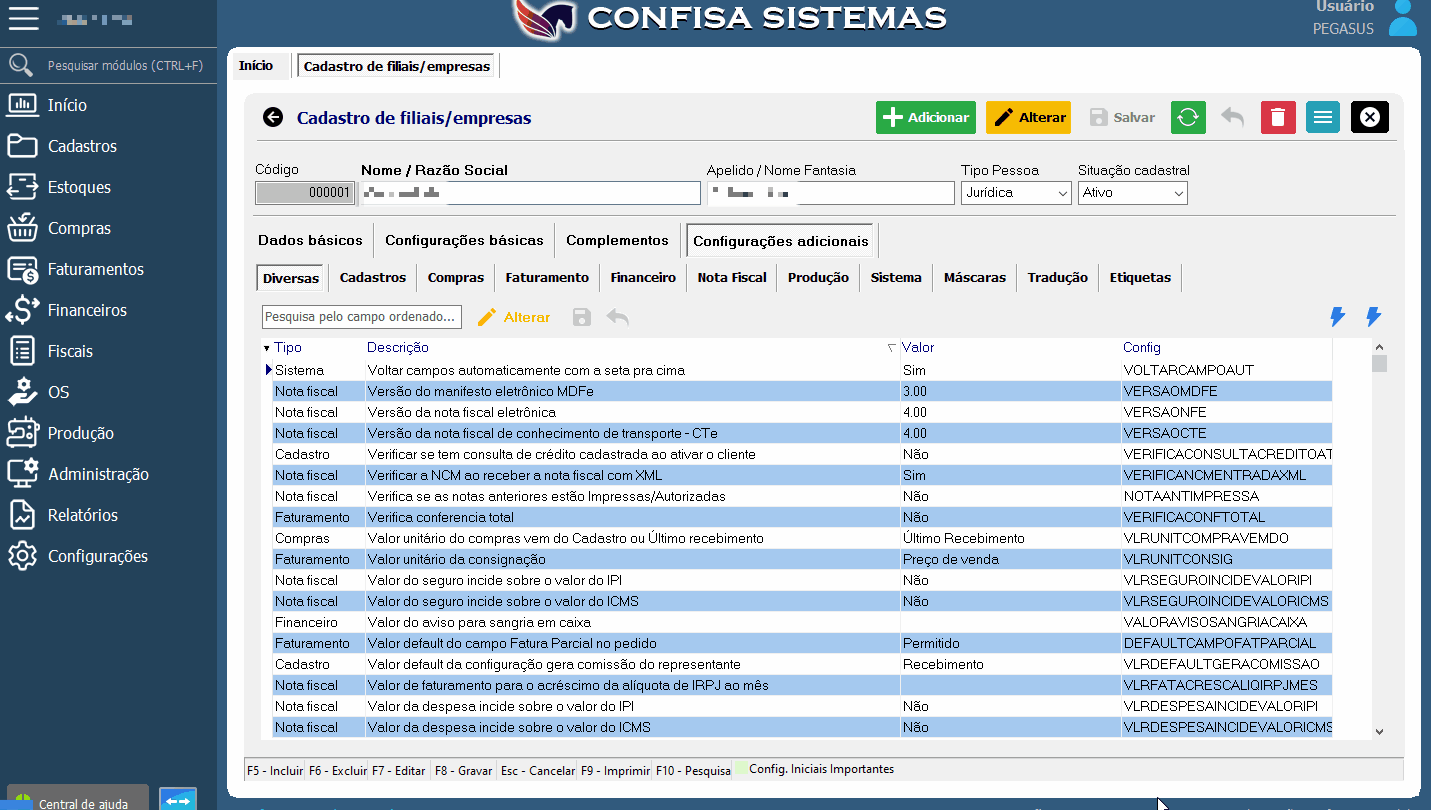 CONFISA SISTEMAS
Usuário
PEGASUS
Pesquisar módulos (CTRL+F)
Início
Cadastros
Estoques
Compras
Faturamentos
Financeiros
Fiscais
OS
Produção
Administração
Relatórios
Configurações
Central de ajuda
Início Cadastro de filiais/empresas
Cadastro de filiais/empresas Adicionar Alterar Salvar
Código Nome / Razão Social Apelido / Nome Fantasia Tipo Pessoa Situação cadastral
000001 Jurídica Ativo
Dados básicos Configurações básicas Complementos Configurações adicionais
Diversas Cadastros Compras Faturamento Financeiro Nota Fiscal Produção Sistema Máscaras Tradução Etiquetas
Pesquisa pelo campo ordenado... Alterar
Tipo Descrição Valor Config
Sistema Voltar campos automaticamente com a seta pra cima Sim VOLTARCAMPOAUT
Nota fiscal Versão do manifesto eletrônico MDFe 3.00 VERSAOMDFE
Nota fiscal Versão da nota fiscal eletrônica 4.00 VERSAONFE
Nota fiscal Versão da nota fiscal de conhecimento de transporte - CTe 4.00 VERSAOCTE
Cadastro Verificar se tem consulta de crédito cadastrada ao ativar o cliente Não VERIFICACONSULTACREDITOAT
Nota fiscal Verificar a NCM ao receber a nota fiscal com XML Sim VERIFICANCMENTRADAXML
Nota fiscal Verifica se as notas anteriores estão Impressas/Autorizadas Não NOTAANTIMPRESSA
Faturamento Verifica conferencia total Não VERIFICACONFTOTAL
Compras Valor unitário do compras vem do Cadastro ou Último recebimento Último Recebimento VLRUNITCOMPRAVEMDO
Faturamento Valor unitário da consignação Preço de venda VLRUNITCONSIG
Nota fiscal Valor do seguro incide sobre o valor do IPI Não VLRSEGUROINCIDEVALORIPI
Nota fiscal Valor do seguro incide sobre o valor do ICMS Não VLRSEGUROINCIDEVALORICMS
Financeiro Valor do aviso para sangria em caixa VALORAVISOSANGRIACAIXA
Faturamento Valor default do campo Fatura Parcial no pedido Permitido DEFAULTCAMPOFATPARCIAL
Cadastro Valor default da configuração gera comissão do representante Recebimento VLRDEFAULTGERACOMISSAO
Nota fiscal Valor de faturamento para o acréscimo da alíquota de IRPJ ao mês VLRFATACRESCALIQIRPJMES
Nota fiscal Valor da despesa incide sobre o valor do IPI Não VLRDESPESAINCIDEVALORIPI
Nota fiscal Valor da despesa incide sobre o valor do ICMS Não VLRDESPESAINCIDEVALORICMS
F5 - Incluir F6 - Excluir F7 - Editar F8 - Gravar Esc - Cancelar F9 - Imprimir F10 - Pesquisa Config. Iniciais Importantes